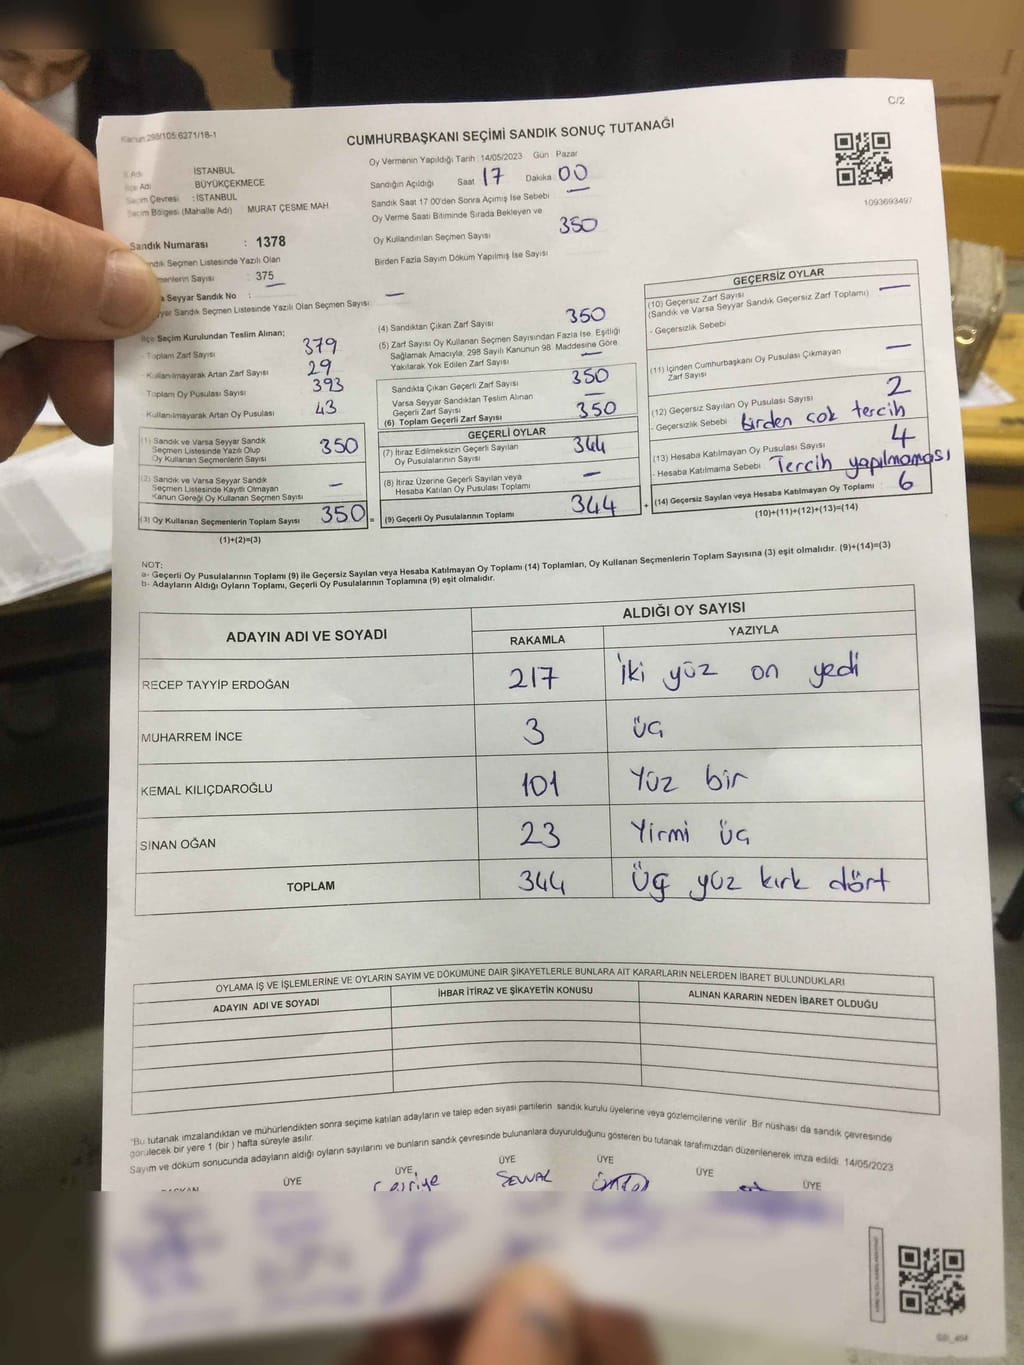 C/2
Kanun:298/105:6271/18-1
CUMHURBAŞKANI SEÇİMİ SANDIK SONUÇ TUTANAĞI
1093693497
İl Adı İSTANBUL
İlçe Adı BÜYÜKÇEKMECE
Seçim Çevresi : İSTANBUL
Seçim Bölgesi (Mahalle Adı) MURAT ÇEŞME MAH.
Sandık Numarası : 1378
Sandık Seçmen Listesinde Yazılı Olan
Seçmenlerin Sayısı : 375
Seyyar Sandık No : —
Seyyar Sandık Seçmen Listesinde Yazılı Olan Seçmen Sayısı:
Oy Vermenin Yapıldığı Tarih 14/05/2023 Gün Pazar
Sandığın Açıldığı Saat 17 Dakika 00
Sandık Saat 17.00'den Sonra Açımış İse Sebebi —
Oy Verme Saati Bitiminde Sırada Bekleyen ve
Oy Kullandırılan Seçmen Sayısı 350
Birden Fazla Sayım Döküm Yapılmış İse Sayısı
İlçe Seçim Kurulundan Teslim Alınan;
- Toplam Zarf Sayısı 379
- Kullanılmayarak Artan Zarf Sayısı 29
- Toplam Oy Pusulası Sayısı 393
- Kullanılmayarak Artan Oy Pusulası 43
(1) Sandık ve Varsa Seyyar Sandık
Seçmen Listesinde Yazılı Olup
Oy Kullanan Seçmenlerin Sayısı 350
(2) Sandık ve Varsa Seyyar Sandık
Seçmen Listesinde Kayıtlı Olmayan
Kanun Gereği Oy Kullanan Seçmen Sayısı —
(3) Oy Kullanan Seçmenlerin Toplam Sayısı 350 =
(1)+(2)=(3)
(4) Sandıktan Çıkan Zarf Sayısı 350
(5) Zarf Sayısı Oy Kullanan Seçmen Sayısından Fazla İse, Eşitliği
Sağlamak Amacıyla, 298 Sayılı Kanunun 98. Maddesine Göre
Yakılarak Yok Edilen Zarf Sayısı —
Sandıkta Çıkan Geçerli Zarf Sayısı 350
Varsa Seyyar Sandıktan Teslim Alınan
Geçerli Zarf Sayısı —
(6) Toplam Geçerli Zarf Sayısı 350
GEÇERLİ OYLAR
(7) İtiraz Edilmeksizin Geçerli Sayılan
Oy Pusulalarının Sayısı 344
(8) İtiraz Üzerine Geçerli Sayılan veya
Hesaba Katılan Oy Pusulası Toplamı —
(9) Geçerli Oy Pusulalarının Toplamı 344 +
GEÇERSİZ OYLAR
(10) Geçersiz Zarf Sayısı
(Sandık ve Varsa Seyyar Sandık Geçersiz Zarf Toplamı) —
- Geçersizlik Sebebi
(11) İçinden Cumhurbaşkanı Oy Pusulası Çıkmayan
Zarf Sayısı —
(12) Geçersiz Sayılan Oy Pusulası Sayısı 2
- Geçersizlik Sebebi Birden çok tercih
(13) Hesaba Katılmayan Oy Pusulası Sayısı 4
- Hesaba Katılmama Sebebi Tercih yapılmaması
(14) Geçersiz Sayılan veya Hesaba Katılmayan Oy Toplamı 6
(10)+(11)+(12)+(13)=(14)
NOT:
a- Geçerli Oy Pusulalarının Toplamı (9) ile Geçersiz Sayılan veya Hesaba Katılmayan Oy Toplamı (14) Toplamları, Oy Kullanan Seçmenlerin Toplam Sayısına (3) eşit olmalıdır. (9)+(14)=(3)
b- Adayların Aldığı Oyların Toplamı, Geçerli Oy Pusulalarının Toplamına (9) eşit olmalıdır.
ADAYIN ADI VE SOYADI ALDIĞI OY SAYISI
RAKAMLA YAZIYLA
RECEP TAYYİP ERDOĞAN 217 İki yüz on yedi
MUHARREM İNCE 3 üç
KEMAL KILIÇDAROĞLU 101 Yüz bir
SİNAN OĞAN 23 Yirmi üç
TOPLAM 344 Üç yüz kırk dört
OYLAMA İŞ VE İŞLEMLERİNE VE OYLARIN SAYIM VE DÖKÜMÜNE DAİR ŞİKAYETLERLE BUNLARA AİT KARARLARIN NELERDEN İBARET BULUNDUKLARI
ADAYIN ADI VE SOYADI İHBAR İTİRAZ VE ŞİKAYETİN KONUSU ALINAN KARARIN NEDEN İBARET OLDUĞU
"Bu tutanak imzalandıktan ve mühürlendikten sonra seçime katılan adayların ve talep eden siyasi partilerin sandık kurulu üyelerine veya gözlemcilerine verilir. Bir nüshası da sandık çevresinde
görülecek bir yere 1 (bir) hafta süreyle asılır.
Sayım ve döküm sonucunda adayların aldığı oyların sayılarını ve bunların sandık çevresinde bulunanlara duyurulduğunu gösteren bu tutanak tarafımızdan düzenlenerek imza edildi. 14/05/2023
BAŞKAN ÜYE ÜYE ÜYE ÜYE ÜYE ÜYE